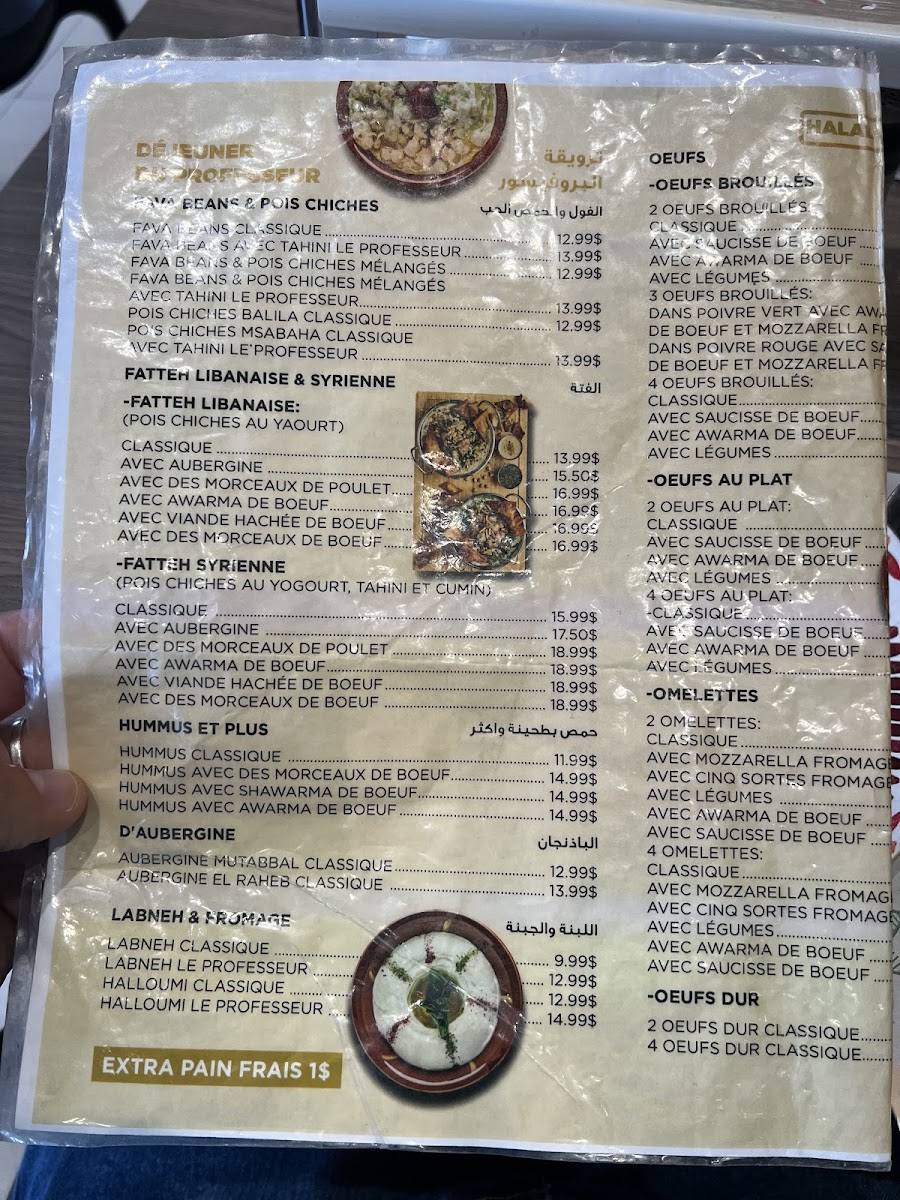 HALAL
DÉJEUNER
DU PROFESSEUR
ترويقة
البروفيسور
FAVA BEANS & POIS CHICHES
الفول والحمص الحب
FAVA BEANS CLASSIQUE 12.99$
FAVA BEANS AVEC TAHINI LE PROFESSEUR 13.99$
FAVA BEANS & POIS CHICHES MÉLANGÉS 12.99$
FAVA BEANS & POIS CHICHES MÉLANGÉS
AVEC TAHINI LE PROFESSEUR 13.99$
POIS CHICHES BALILA CLASSIQUE 12.99$
POIS CHICHES MSABAHA CLASSIQUE
AVEC TAHINI LE PROFESSEUR 13.99$
FATTEH LIBANAISE & SYRIENNE
الفتة
-FATTEH LIBANAISE:
(POIS CHICHES AU YAOURT)
CLASSIQUE 13.99$
AVEC AUBERGINE 15.50$
AVEC DES MORCEAUX DE POULET 16.99$
AVEC AWARMA DE BOEUF 16.99$
AVEC VIANDE HACHÉE DE BOEUF 16.99$
AVEC DES MORCEAUX DE BOEUF 16.99$
-FATTEH SYRIENNE
(POIS CHICHES AU YOGOURT, TAHINI ET CUMIN)
CLASSIQUE 15.99$
AVEC AUBERGINE 17.50$
AVEC DES MORCEAUX DE POULET 18.99$
AVEC AWARMA DE BOEUF 18.99$
AVEC VIANDE HACHÉE DE BOEUF 18.99$
AVEC DES MORCEAUX DE BOEUF 18.99$
HUMMUS ET PLUS
حمص بطحينة واكثر
HUMMUS CLASSIQUE 11.99$
HUMMUS AVEC DES MORCEAUX DE BOEUF 14.99$
HUMMUS AVEC SHAWARMA DE BOEUF 14.99$
HUMMUS AVEC AWARMA DE BOEUF 14.99$
D'AUBERGINE
الباذنجان
AUBERGINE MUTABBAL CLASSIQUE 12.99$
AUBERGINE EL RAHEB CLASSIQUE 13.99$
LABNEH & FROMAGE
اللبنة والجبنة
LABNEH CLASSIQUE 9.99$
LABNEH LE PROFESSEUR 12.99$
HALLOUMI CLASSIQUE 12.99$
HALLOUMI LE PROFESSEUR 14.99$
EXTRA PAIN FRAIS 1$
OEUFS
-OEUFS BROUILLÉS
2 OEUFS BROUILLÉS
CLASSIQUE
AVEC SAUCISSE DE BOEUF
AVEC AWARMA DE BOEUF
AVEC LÉGUMES
3 OEUFS BROUILLÉS:
DANS POIVRE VERT AVEC
DE BOEUF ET MOZZARELLA
DANS POIVRE ROUGE AVEC
DE BOEUF ET MOZZARELLA
4 OEUFS BROUILLÉS:
CLASSIQUE
AVEC SAUCISSE DE BOEUF
AVEC AWARMA DE BOEUF
AVEC LÉGUMES
-OEUFS AU PLAT
2 OEUFS AU PLAT:
CLASSIQUE
AVEC SAUCISSE DE BOEUF
AVEC AWARMA DE BOEUF
AVEC LÉGUMES
4 OEUFS AU PLAT:
-CLASSIQUE
AVEC SAUCISSE DE BOEUF
AVEC AWARMA DE BOEUF
AVEC LÉGUMES
-OMELETTES
2 OMELETTES:
CLASSIQUE
AVEC MOZZARELLA FROMAG
AVEC CINQ SORTES FROMAG
AVEC LÉGUMES
AVEC AWARMA DE BOEUF
AVEC SAUCISSE DE BOEUF
4 OMELETTES:
CLASSIQUE
AVEC MOZZARELLA FROMAG
AVEC CINQ SORTES FROMAG
AVEC LÉGUMES
AVEC AWARMA DE BOEUF
AVEC SAUCISSE DE BOEUF
-OEUFS DUR
2 OEUFS DUR CLASSIQUE
4 OEUFS DUR CLASSIQUE